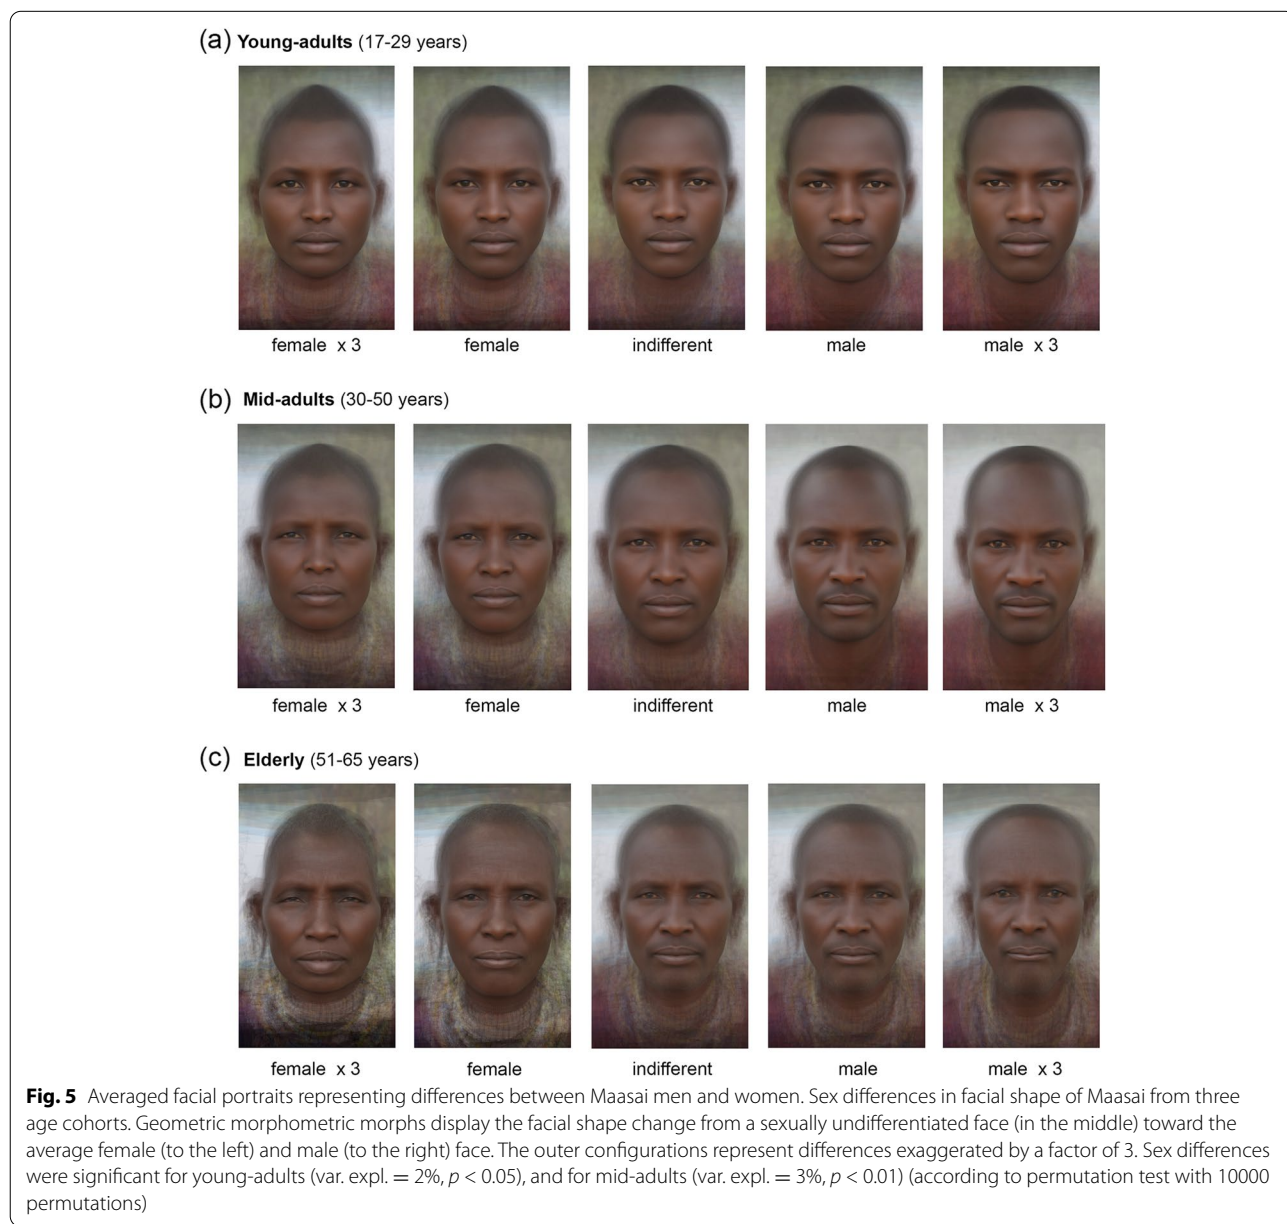 (a) Young-adults (17-29 years)
female x 3 female indifferent male male x 3
(b) Mid-adults (30-50 years)
female x 3 female indifferent male male x 3
(c) Elderly (51-65 years)
female x 3 female indifferent male male x 3
Fig. 5 Averaged facial portraits representing differences between Maasai men and women. Sex differences in facial shape of Maasai from three
age cohorts. Geometric morphometric morphs display the facial shape change from a sexually undifferentiated face (in the middle) toward the
average female (to the left) and male (to the right) face. The outer configurations represent differences exaggerated by a factor of 3. Sex differences
were significant for young-adults (var. expl. = 2%, p < 0.05), and for mid-adults (var. expl. = 3%, p < 0.01) (according to permutation test with 10000
permutations)